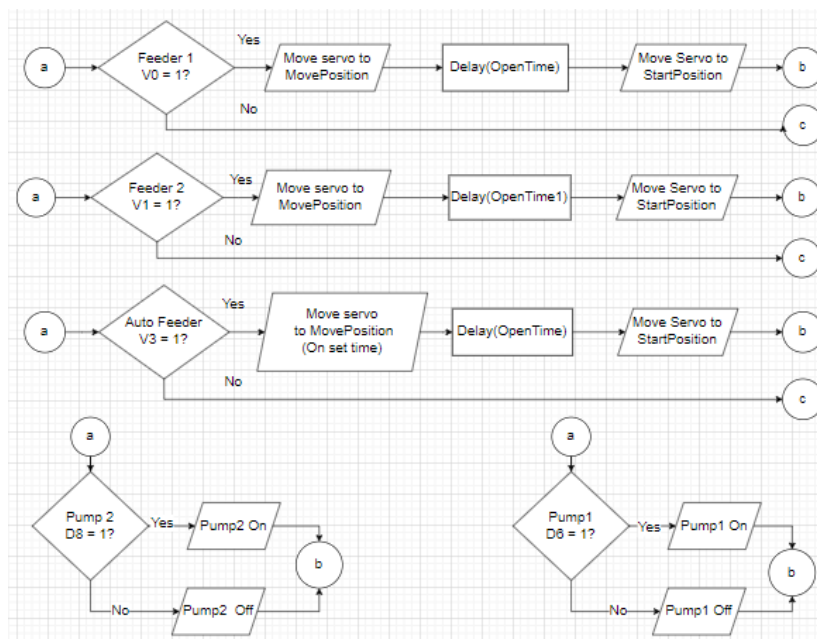 a
Feeder 1
V0 = 1?
Yes
No
Move servo to
MovePosition
Delay(OpenTime)
Move Servo to
StartPosition
b
c
a
Feeder 2
V1 = 1?
Yes
No
Move servo to
MovePosition
Delay(OpenTime1)
Move Servo to
StartPosition
b
c
a
Auto Feeder
V3 = 1?
Yes
No
Move servo
to MovePosition
(On set time)
Delay(OpenTime)
Move Servo to
StartPosition
b
c
a
Pump 2
D8 = 1?
Yes
Pump2 On
No
Pump2 Off
b
a
Pump1
D6 = 1?
Yes
Pump1 On
No
Pump1 Off
b